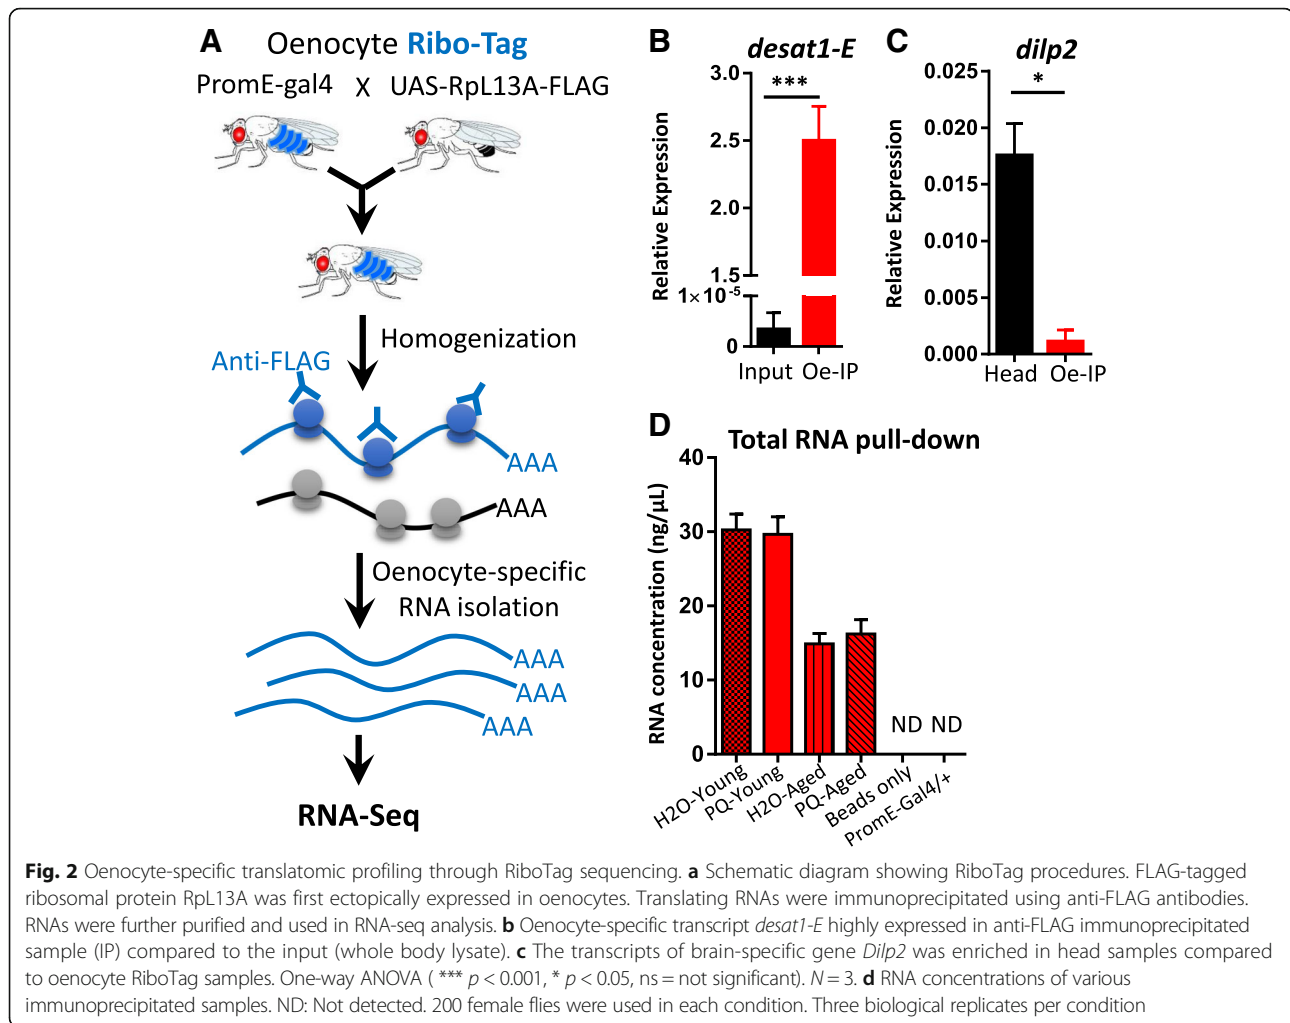 A
Oenocyte Ribo-Tag
PromE-gal4 X UAS-RpL13A-FLAG
Homogenization
Anti-FLAG
AAA
AAA
Oenocyte-specific
RNA isolation
AAA
AAA
AAA
RNA-Seq
B
desat1-E
***
Relative Expression
3.0
2.5
2.0
1.5
1×10-5
0
Input Oe-IP
C
dilp2
*
Relative Expression
0.025
0.020
0.015
0.010
0.005
0.000
Head Oe-IP
D
Total RNA pull-down
RNA concentration (ng/µL)
40
30
20
10
0
ND ND
H2O-Young
PQ-Young
H2O-Aged
PQ-Aged
Beads only
PromE-Gal4/+
Fig. 2 Oenocyte-specific translatomic profiling through RiboTag sequencing. a Schematic diagram showing RiboTag procedures. FLAG-tagged
ribosomal protein RpL13A was first ectopically expressed in oenocytes. Translating RNAs were immunoprecipitated using anti-FLAG antibodies.
RNAs were further purified and used in RNA-seq analysis. b Oenocyte-specific transcript desat1-E highly expressed in anti-FLAG immunoprecipitated
sample (IP) compared to the input (whole body lysate). c The transcripts of brain-specific gene Dilp2 was enriched in head samples compared
to oenocyte RiboTag samples. One-way ANOVA ( *** p < 0.001, * p < 0.05, ns = not significant). N = 3. d RNA concentrations of various
immunoprecipitated samples. ND: Not detected. 200 female flies were used in each condition. Three biological replicates per condition